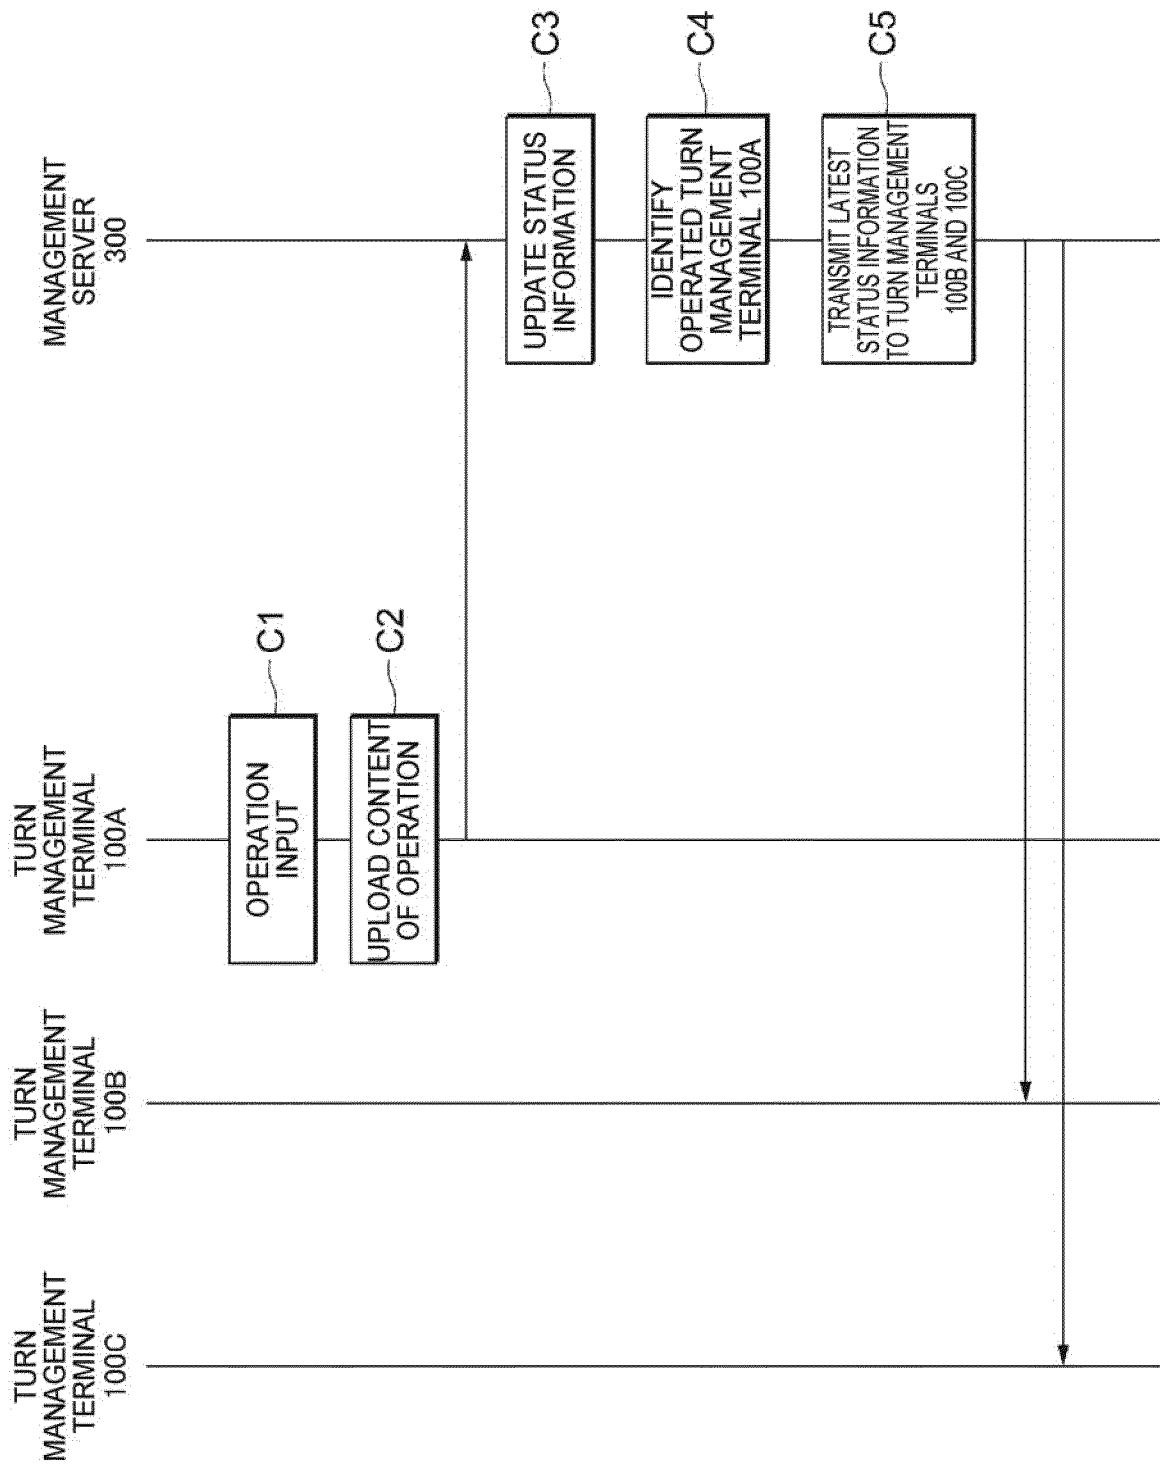 TURN
MANAGEMENT
TERMINAL
100C
TURN
MANAGEMENT
TERMINAL
100B
TURN
MANAGEMENT
TERMINAL
100A
MANAGEMENT
SERVER
300
OPERATION
INPUT
C1
UPLOAD CONTENT
OF OPERATION
C2
UPDATE STATUS
INFORMATION
C3
IDENTIFY
OPERATED TURN
MANAGEMENT
TERMINAL 100A
C4
TRANSMIT LATEST
STATUS INFORMATION
TO TURN MANAGEMENT
TERMINALS
100B AND 100C
C5